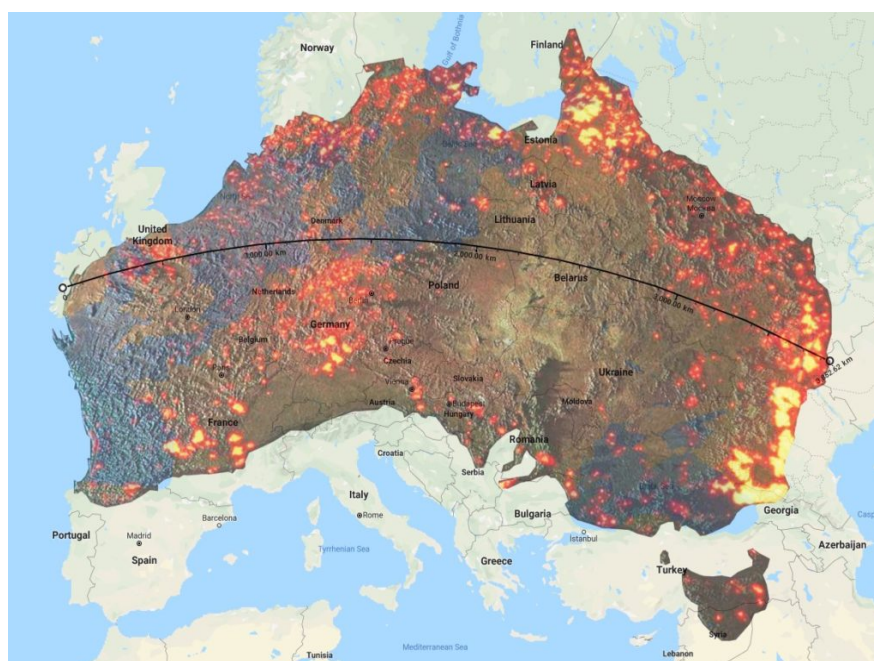 Norway
Finland
Gulf of Bothnia
Estonia
Latvia
Moscow
Москва
Denmark
Lithuania
United
Kingdom
1,000.00 km
2,000.00 km
3,000.00 km
Belarus
Poland
Netherlands
Berlin
London
Germany
Belgium
Prague
Czechia
Paris
Ukraine
Slovakia
Vienna
Austria
Budapest
Hungary
Moldova
France
Romania
Croatia
Serbia
Italy
Rome
Bulgaria
Georgia
Barcelona
Portugal
Madrid
Spain
İstanbul
Azerbaijan
Tyrrhenian Sea
Greece
Turkey
Syria
Mediterranean Sea
Tunisia
Lebanon